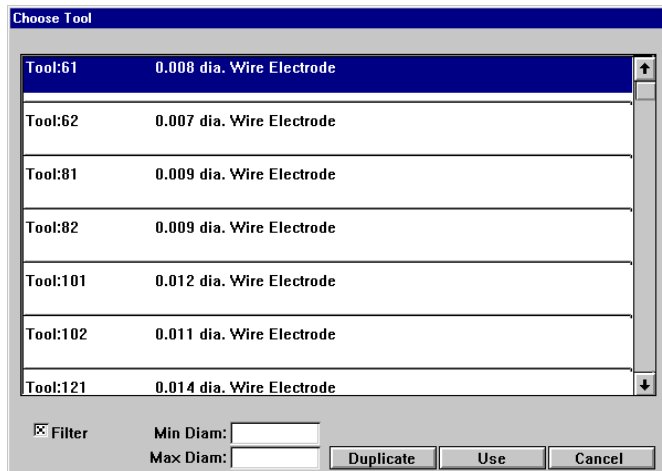 Choose Tool
Tool:61 0.008 dia. Wire Electrode
Tool:62 0.007 dia. Wire Electrode
Tool:81 0.009 dia. Wire Electrode
Tool:82 0.009 dia. Wire Electrode
Tool:101 0.012 dia. Wire Electrode
Tool:102 0.011 dia. Wire Electrode
Tool:121 0.014 dia. Wire Electrode
Filter Min Diam:
Max Diam: Duplicate Use Cancel